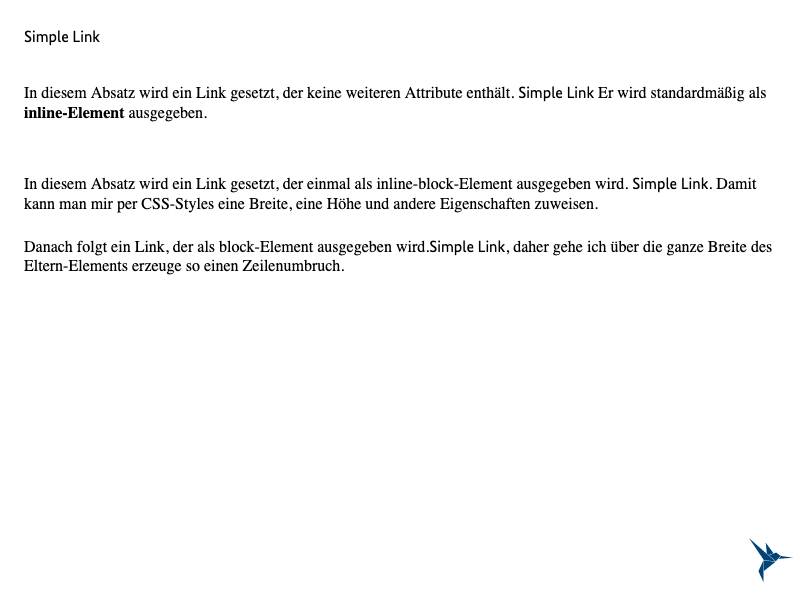 Simple Link
In diesem Absatz wird ein Link gesetzt, der keine weiteren Attribute enthält. Simple Link Er wird standardmäßig als
inline-Element ausgegeben.
In diesem Absatz wird ein Link gesetzt, der einmal als inline-block-Element ausgegeben wird. Simple Link. Damit
kann man mir per CSS-Styles eine Breite, eine Höhe und andere Eigenschaften zuweisen.
Danach folgt ein Link, der als block-Element ausgegeben wird.Simple Link, daher gehe ich über die ganze Breite des
Eltern-Elements erzeuge so einen Zeilenumbruch.